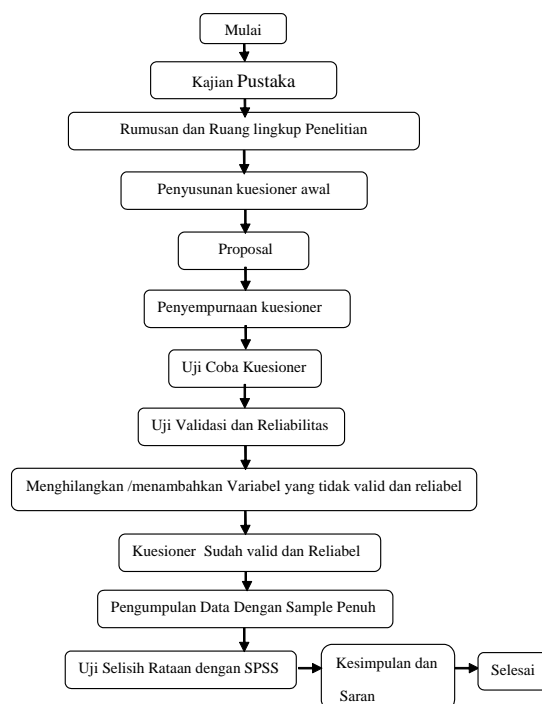 Mulai
Kajian Pustaka
Rumusan dan Ruang lingkup Penelitian
Penyusunan kuesioner awal
Proposal
Penyempurnaan kuesioner
Uji Coba Kuesioner
Uji Validasi dan Reliabilitas
Menghilangkan /menambahkan Variabel yang tidak valid dan reliabel
Kuesioner Sudah valid dan Reliabel
Pengumpulan Data Dengan Sample Penuh
Uji Selisih Rataan dengan SPSS
Kesimpulan dan
Saran
Selesai